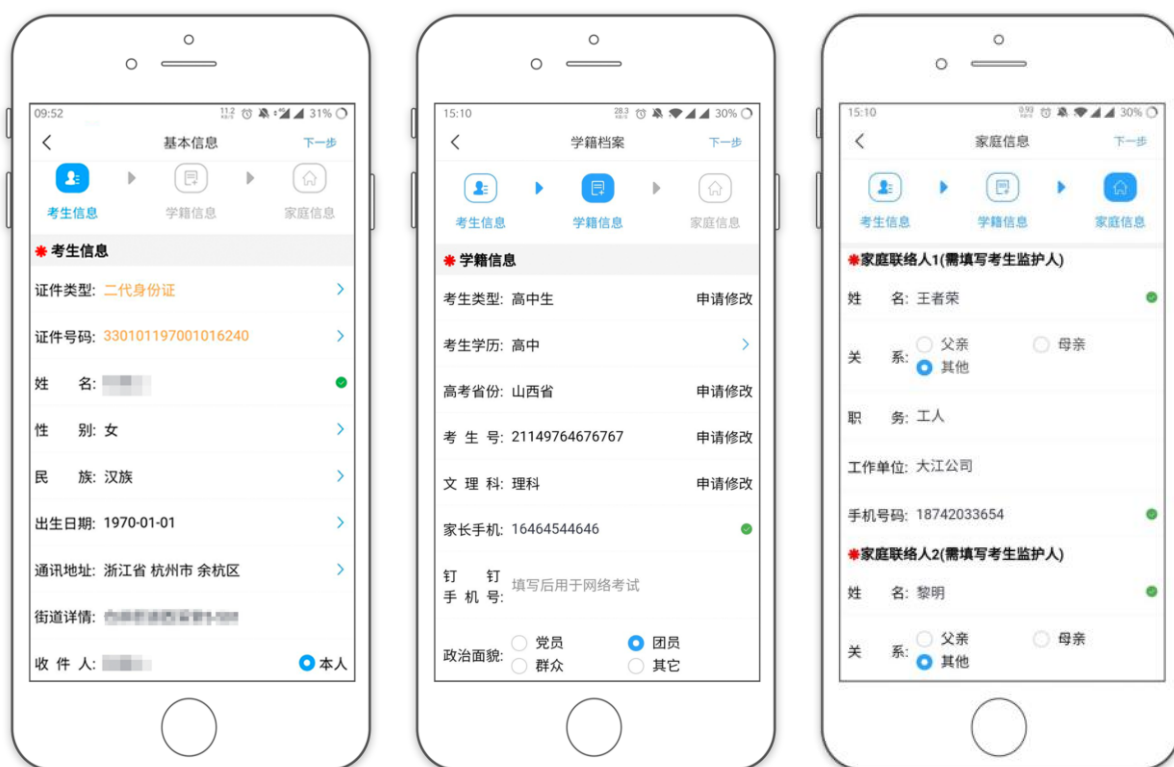 09:52
11.2 KB/S 4G 31%
基本信息
下一步
考生信息
学籍信息
家庭信息
考生信息
证件类型: 二代身份证
证件号码: 330101197001016240
姓 名:
性 别: 女
民 族: 汉族
出生日期: 1970-01-01
通讯地址: 浙江省 杭州市 余杭区
街道详情:
收 件 人:
本人
15:10
28.3 KB/S 30%
学籍档案
下一步
考生信息
学籍信息
家庭信息
学籍信息
考生类型: 高中生 申请修改
考生学历: 高中
高考省份: 山西省 申请修改
考 生 号: 21149764676767 申请修改
文 理 科: 理科 申请修改
家长手机: 16464544646
钉 钉
手 机 号: 填写后用于网络考试
政治面貌: 党员 团员
群众 其它
15:10
0.93 KB/S 30%
家庭信息
下一步
考生信息
学籍信息
家庭信息
家庭联络人1(需填写考生监护人)
姓 名: 王者荣
关 系: 父亲 母亲
其他
职 务: 工人
工作单位: 大江公司
手机号码: 18742033654
家庭联络人2(需填写考生监护人)
姓 名: 黎明
关 系: 父亲 母亲
其他